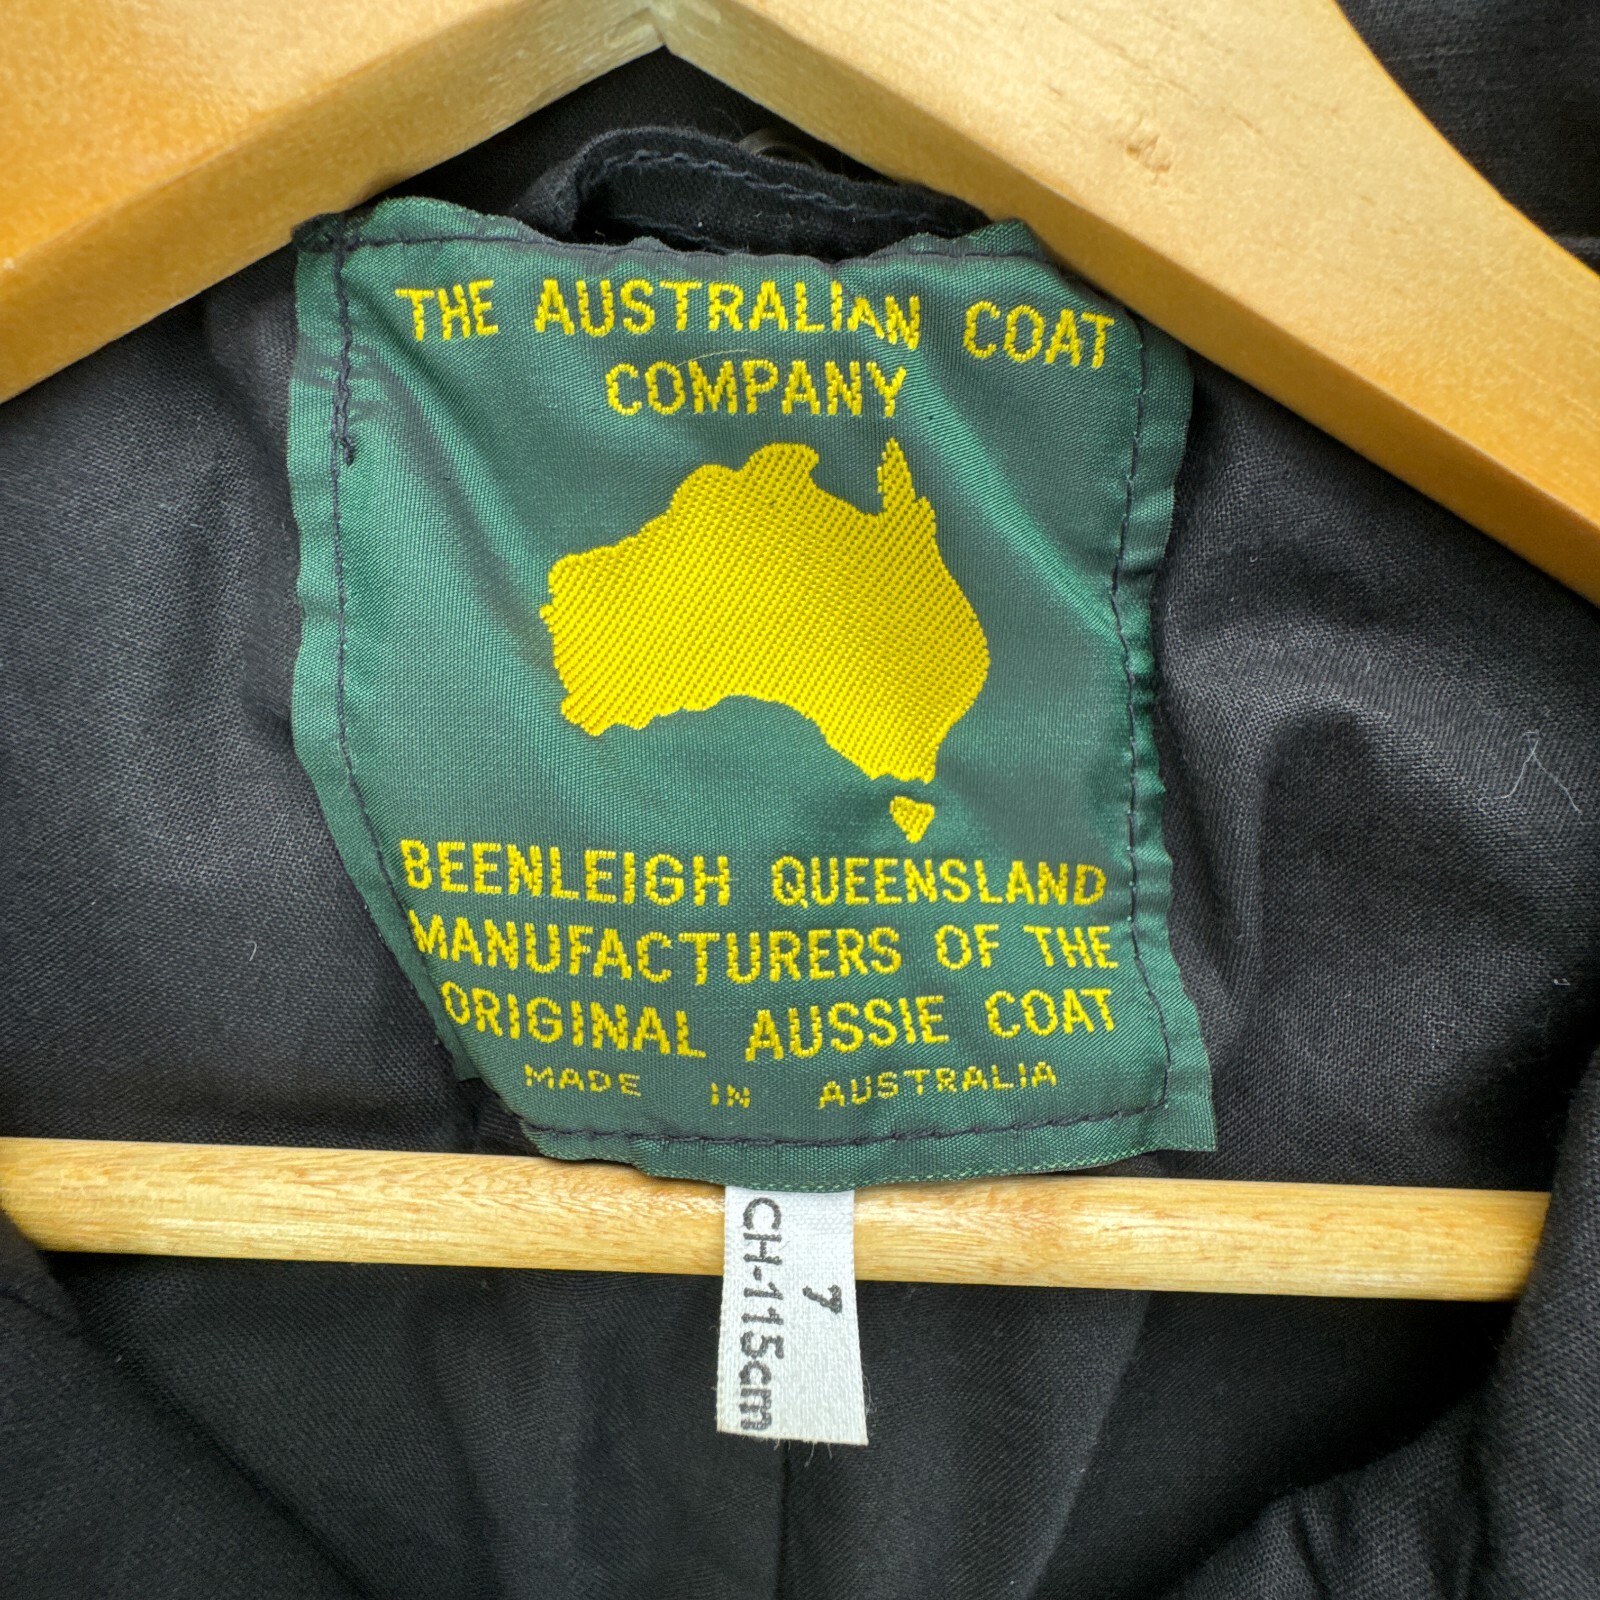 THE AUSTRALIAN COAT
COMPANY
BEENLEIGH QUEENSLAND
MANUFACTURERS OF THE
ORIGINAL AUSSIE COAT
MADE IN AUSTRALIA
7
CH-115cm